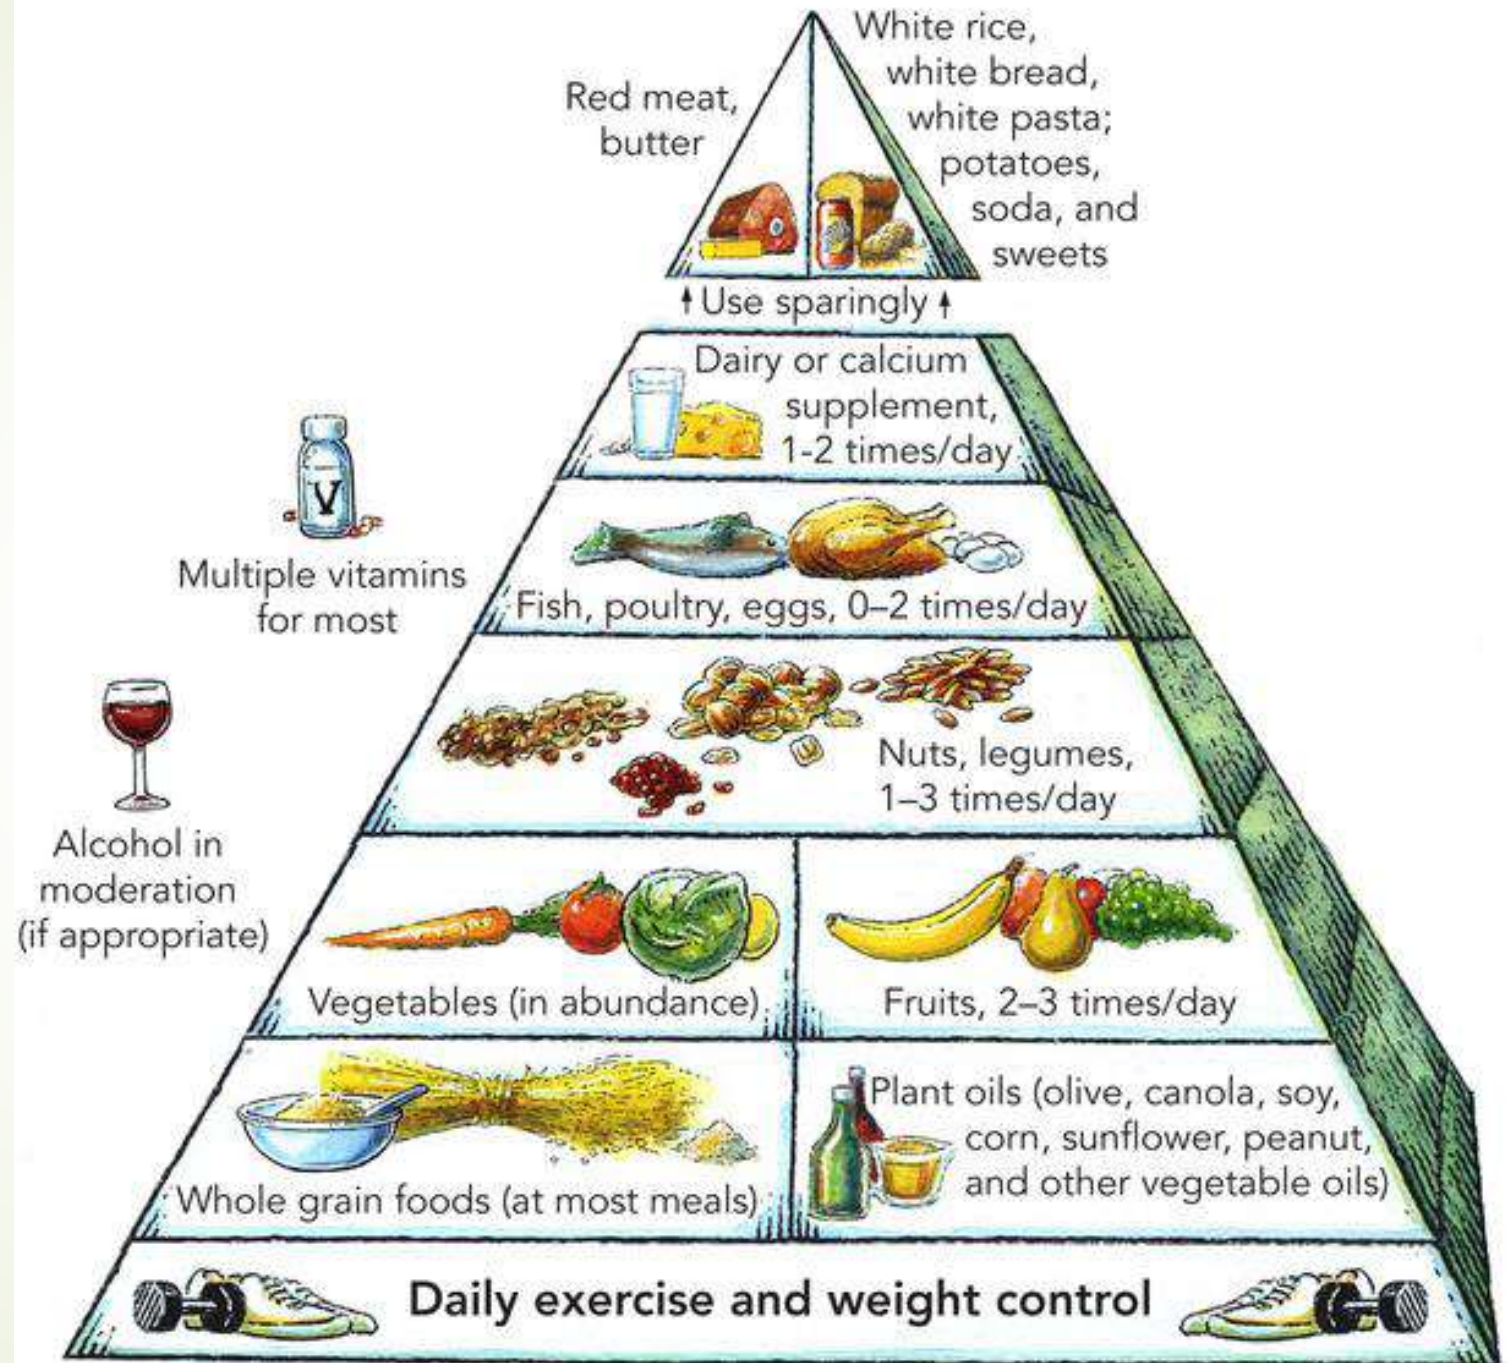 Red meat,
butter
White rice,
white bread,
white pasta;
potatoes,
soda, and
sweets
Use sparingly
Dairy or calcium
supplement,
1-2 times/day
Multiple vitamins
for most
V
Fish, poultry, eggs, 0–2 times/day
Nuts, legumes,
1–3 times/day
Alcohol in
moderation
(if appropriate)
Vegetables (in abundance)
Fruits, 2–3 times/day
Whole grain foods (at most meals)
Plant oils (olive, canola, soy,
corn, sunflower, peanut,
and other vegetable oils)
Daily exercise and weight control